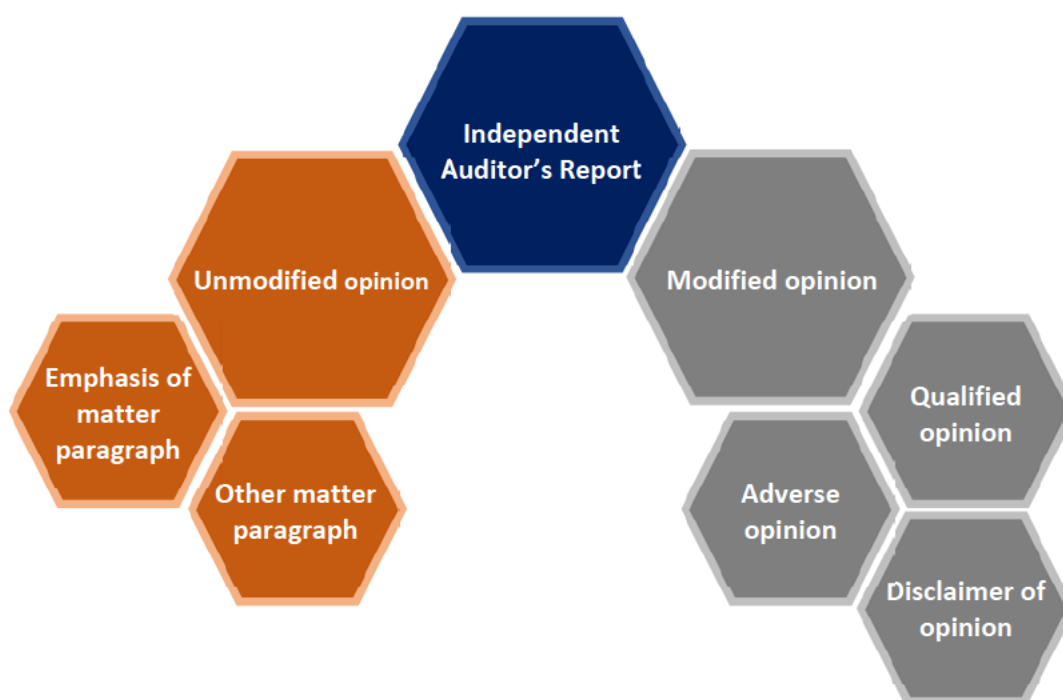 Independent
Auditor’s Report
Unmodified opinion
Modified opinion
Emphasis of
matter
paragraph
Other matter
paragraph
Qualified
opinion
Adverse
opinion
Disclaimer of
opinion